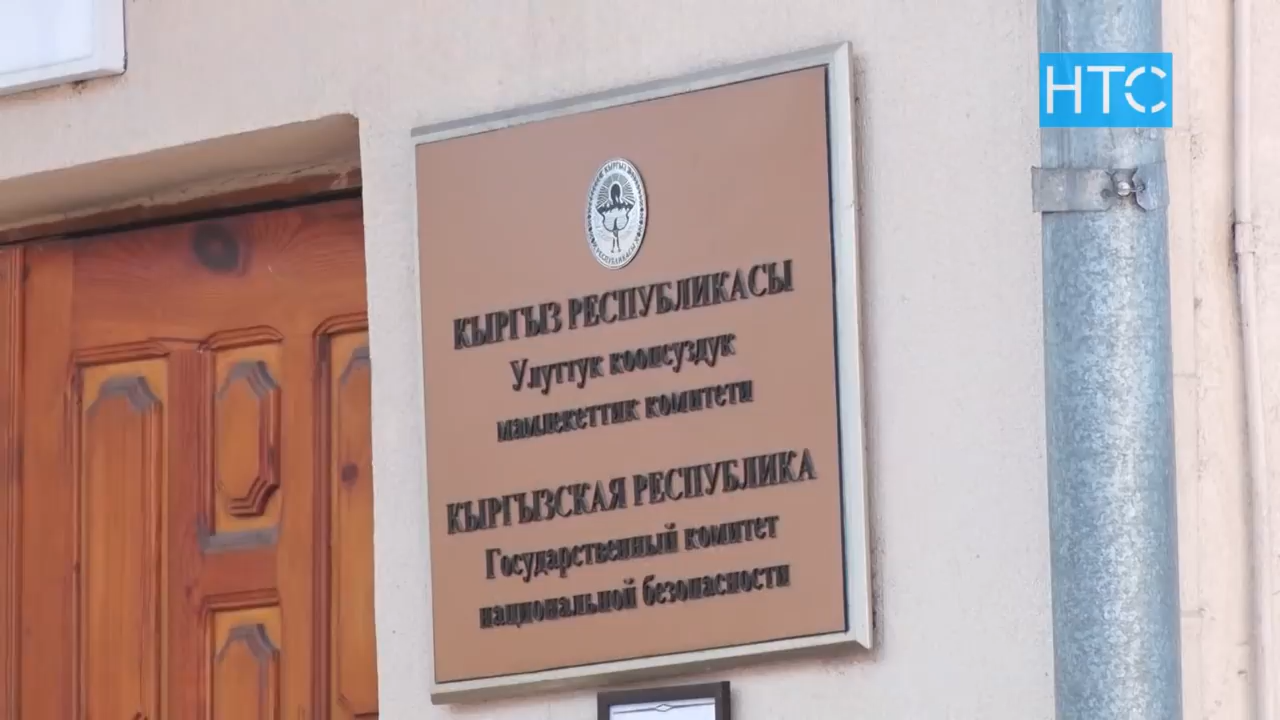 НТС
КЫРГЫЗ РЕСПУБЛИКАСЫ
Улуттук коопсуздук
мамлекеттик комитети
КЫРГЫЗСКАЯ РЕСПУБЛИКА
Государственный комитет
национальной безопасности